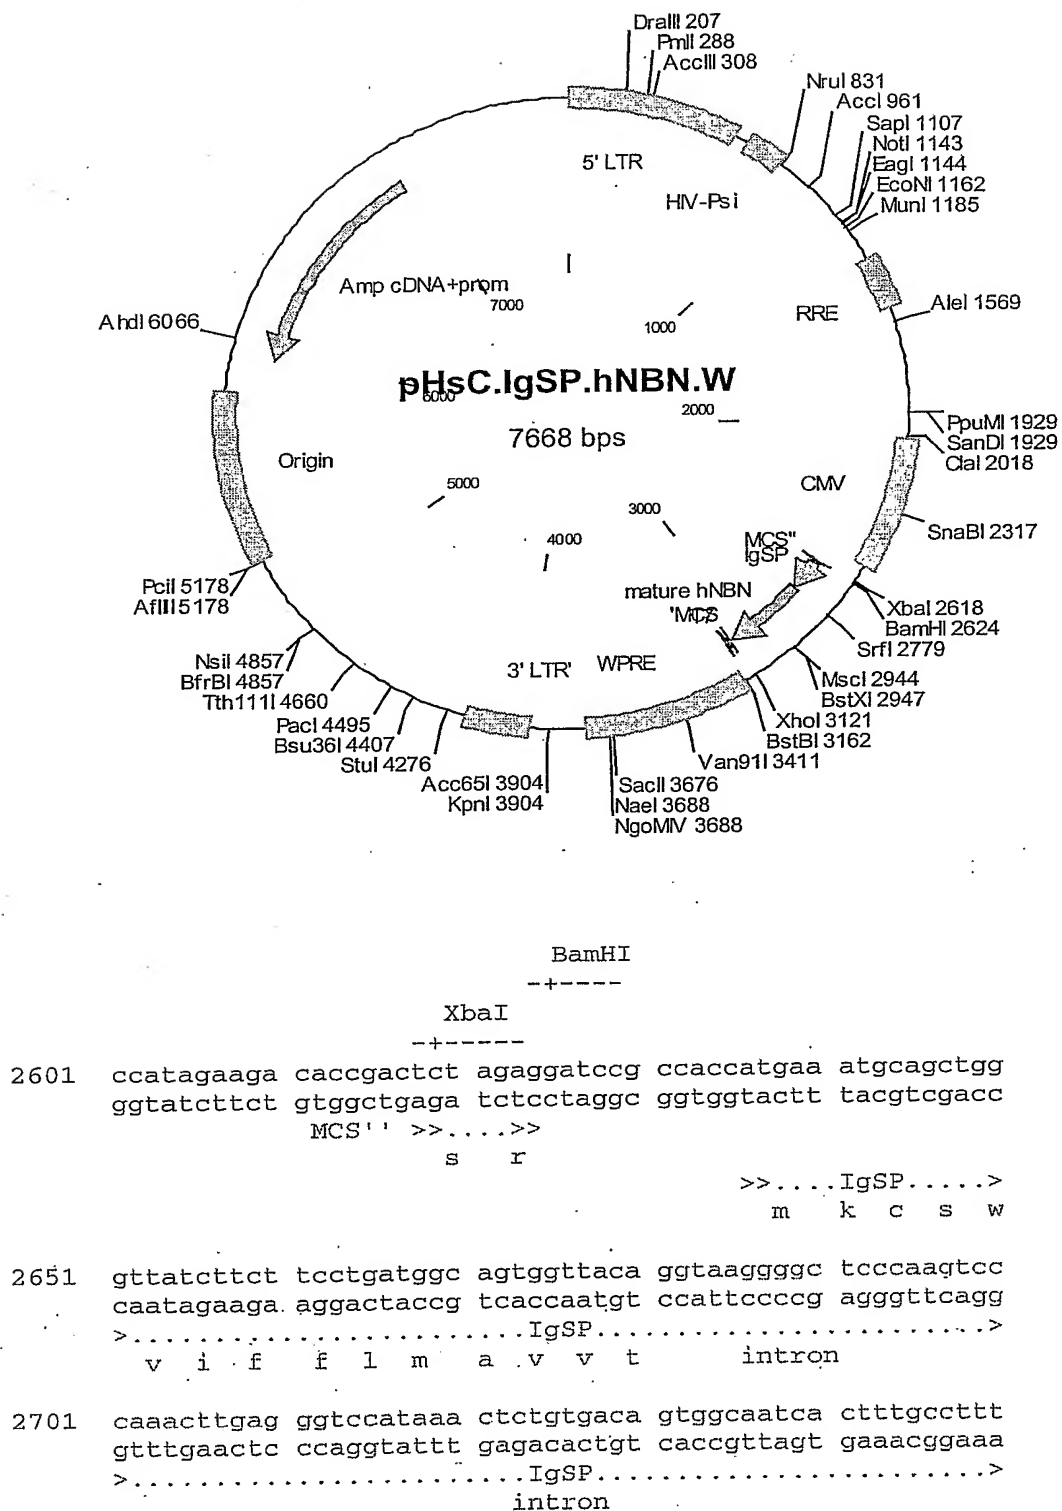 DraIII 207
PmlI 288
AccIII 308
NruI 831
AccI 961
SapI 1107
NotI 1143
EagI 1144
EcoNI 1162
MunI 1185
5' LTR
HIV-Psi
Amp cDNA+prom
7000
1000
RRE
AleI 1569
AhdI 6066
pHsC.IgSP.hNBN.W
6000
2000
7668 bps
PpuMI 1929
SanDI 1929
ClaI 2018
Origin
CMV
5000
3000
4000
SnaBI 2317
MCS''
IgSP
mature hNBN
'MCS
PciI 5178
AflIII 5178
XbaI 2618
BamHI 2624
SrfI 2779
3' LTR'
WPRE
NsiI 4857
BfrBI 4857
Tth111I 4660
MscI 2944
BstXI 2947
PacI 4495
Bsu36I 4407
StuI 4276
XhoI 3121
BstBI 3162
Van91I 3411
Acc65I 3904
KpnI 3904
SacII 3676
NaeI 3688
NgoMIV 3688
BamHI
-+----
XbaI
-+-----
2601 ccatagaaga caccgactct agaggatccg ccaccatgaa atgcagctgg
ggtatcttct gtggctgaga tctcctaggc ggtggtactt tacgtcgacc
MCS'' >>....>>
s r
>>....IgSP.....>
m k c s w
2651 gttatcttct tcctgatggc agtggttaca ggtaaggggc tcccaagtcc
caatagaaga aggactaccg tcaccaatgt ccattccccg agggttcagg
>.......................IgSP.......................>
v i f f l m a v v t intron
2701 caaacttgag ggtccataaa ctctgtgaca gtggcaatca ctttgccttt
gtttgaactc ccaggtattt gagacactgt caccgttagt gaaacggaaa
>.......................IgSP.......................>
intron